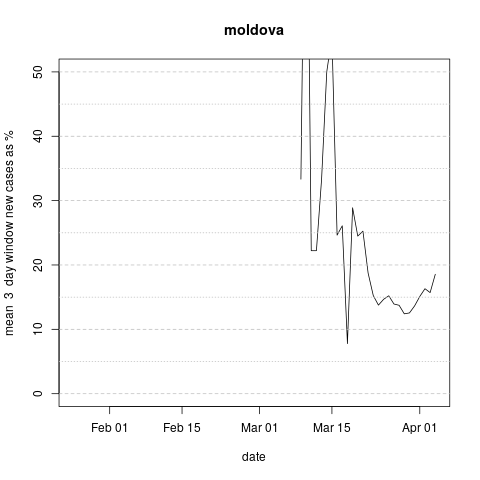 moldova
mean 3 day window new cases as %
50
40
30
20
10
0
Feb 01
Feb 15
Mar 01
Mar 15
Apr 01
date